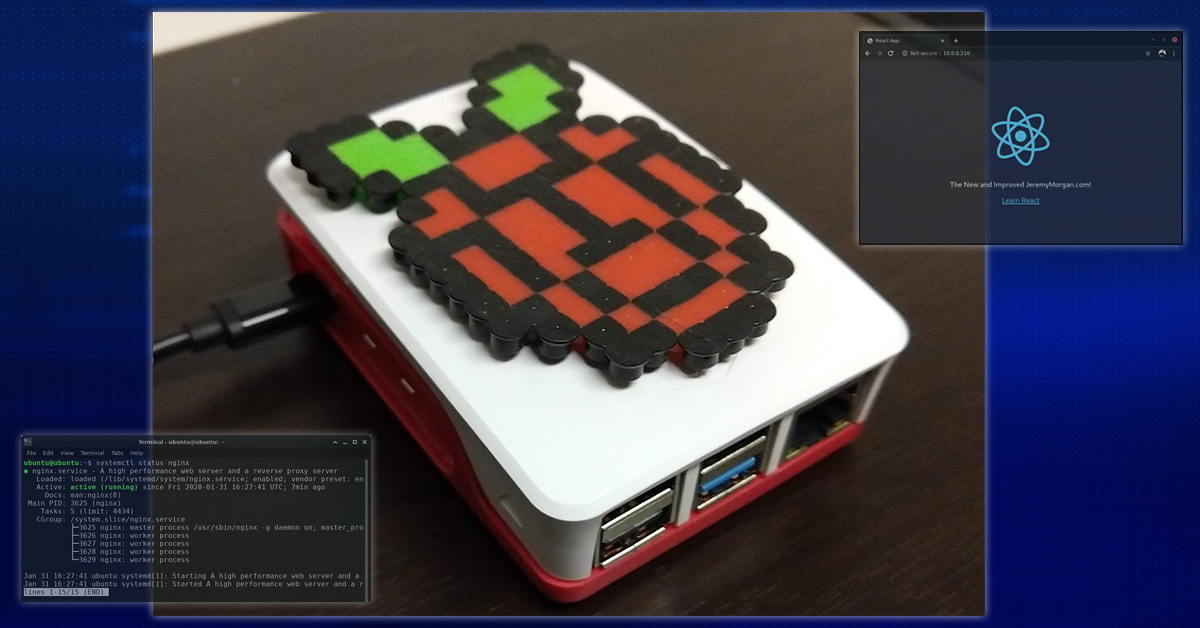 React App
Not secure 10.0.0.216
The New and Improved JeremyMorgan.com!
Learn React
Terminal - ubuntu@ubuntu: ~
File Edit View Terminal Tabs Help
ubuntu@ubuntu:~$ systemctl status nginx
● nginx.service - A high performance web server and a reverse proxy server
Loaded: loaded (/lib/systemd/system/nginx.service; enabled; vendor preset: en
Active: active (running) since Fri 2020-01-31 16:27:41 UTC; 7min ago
Docs: man:nginx(8)
Main PID: 3625 (nginx)
Tasks: 5 (limit: 4434)
CGroup: /system.slice/nginx.service
├─3625 nginx: master process /usr/sbin/nginx -g daemon on; master_pro
├─3626 nginx: worker process
├─3627 nginx: worker process
├─3628 nginx: worker process
└─3629 nginx: worker process
Jan 31 16:27:41 ubuntu systemd[1]: Starting A high performance web server and a
Jan 31 16:27:41 ubuntu systemd[1]: Started A high performance web server and a r
lines 1-15/15 (END)